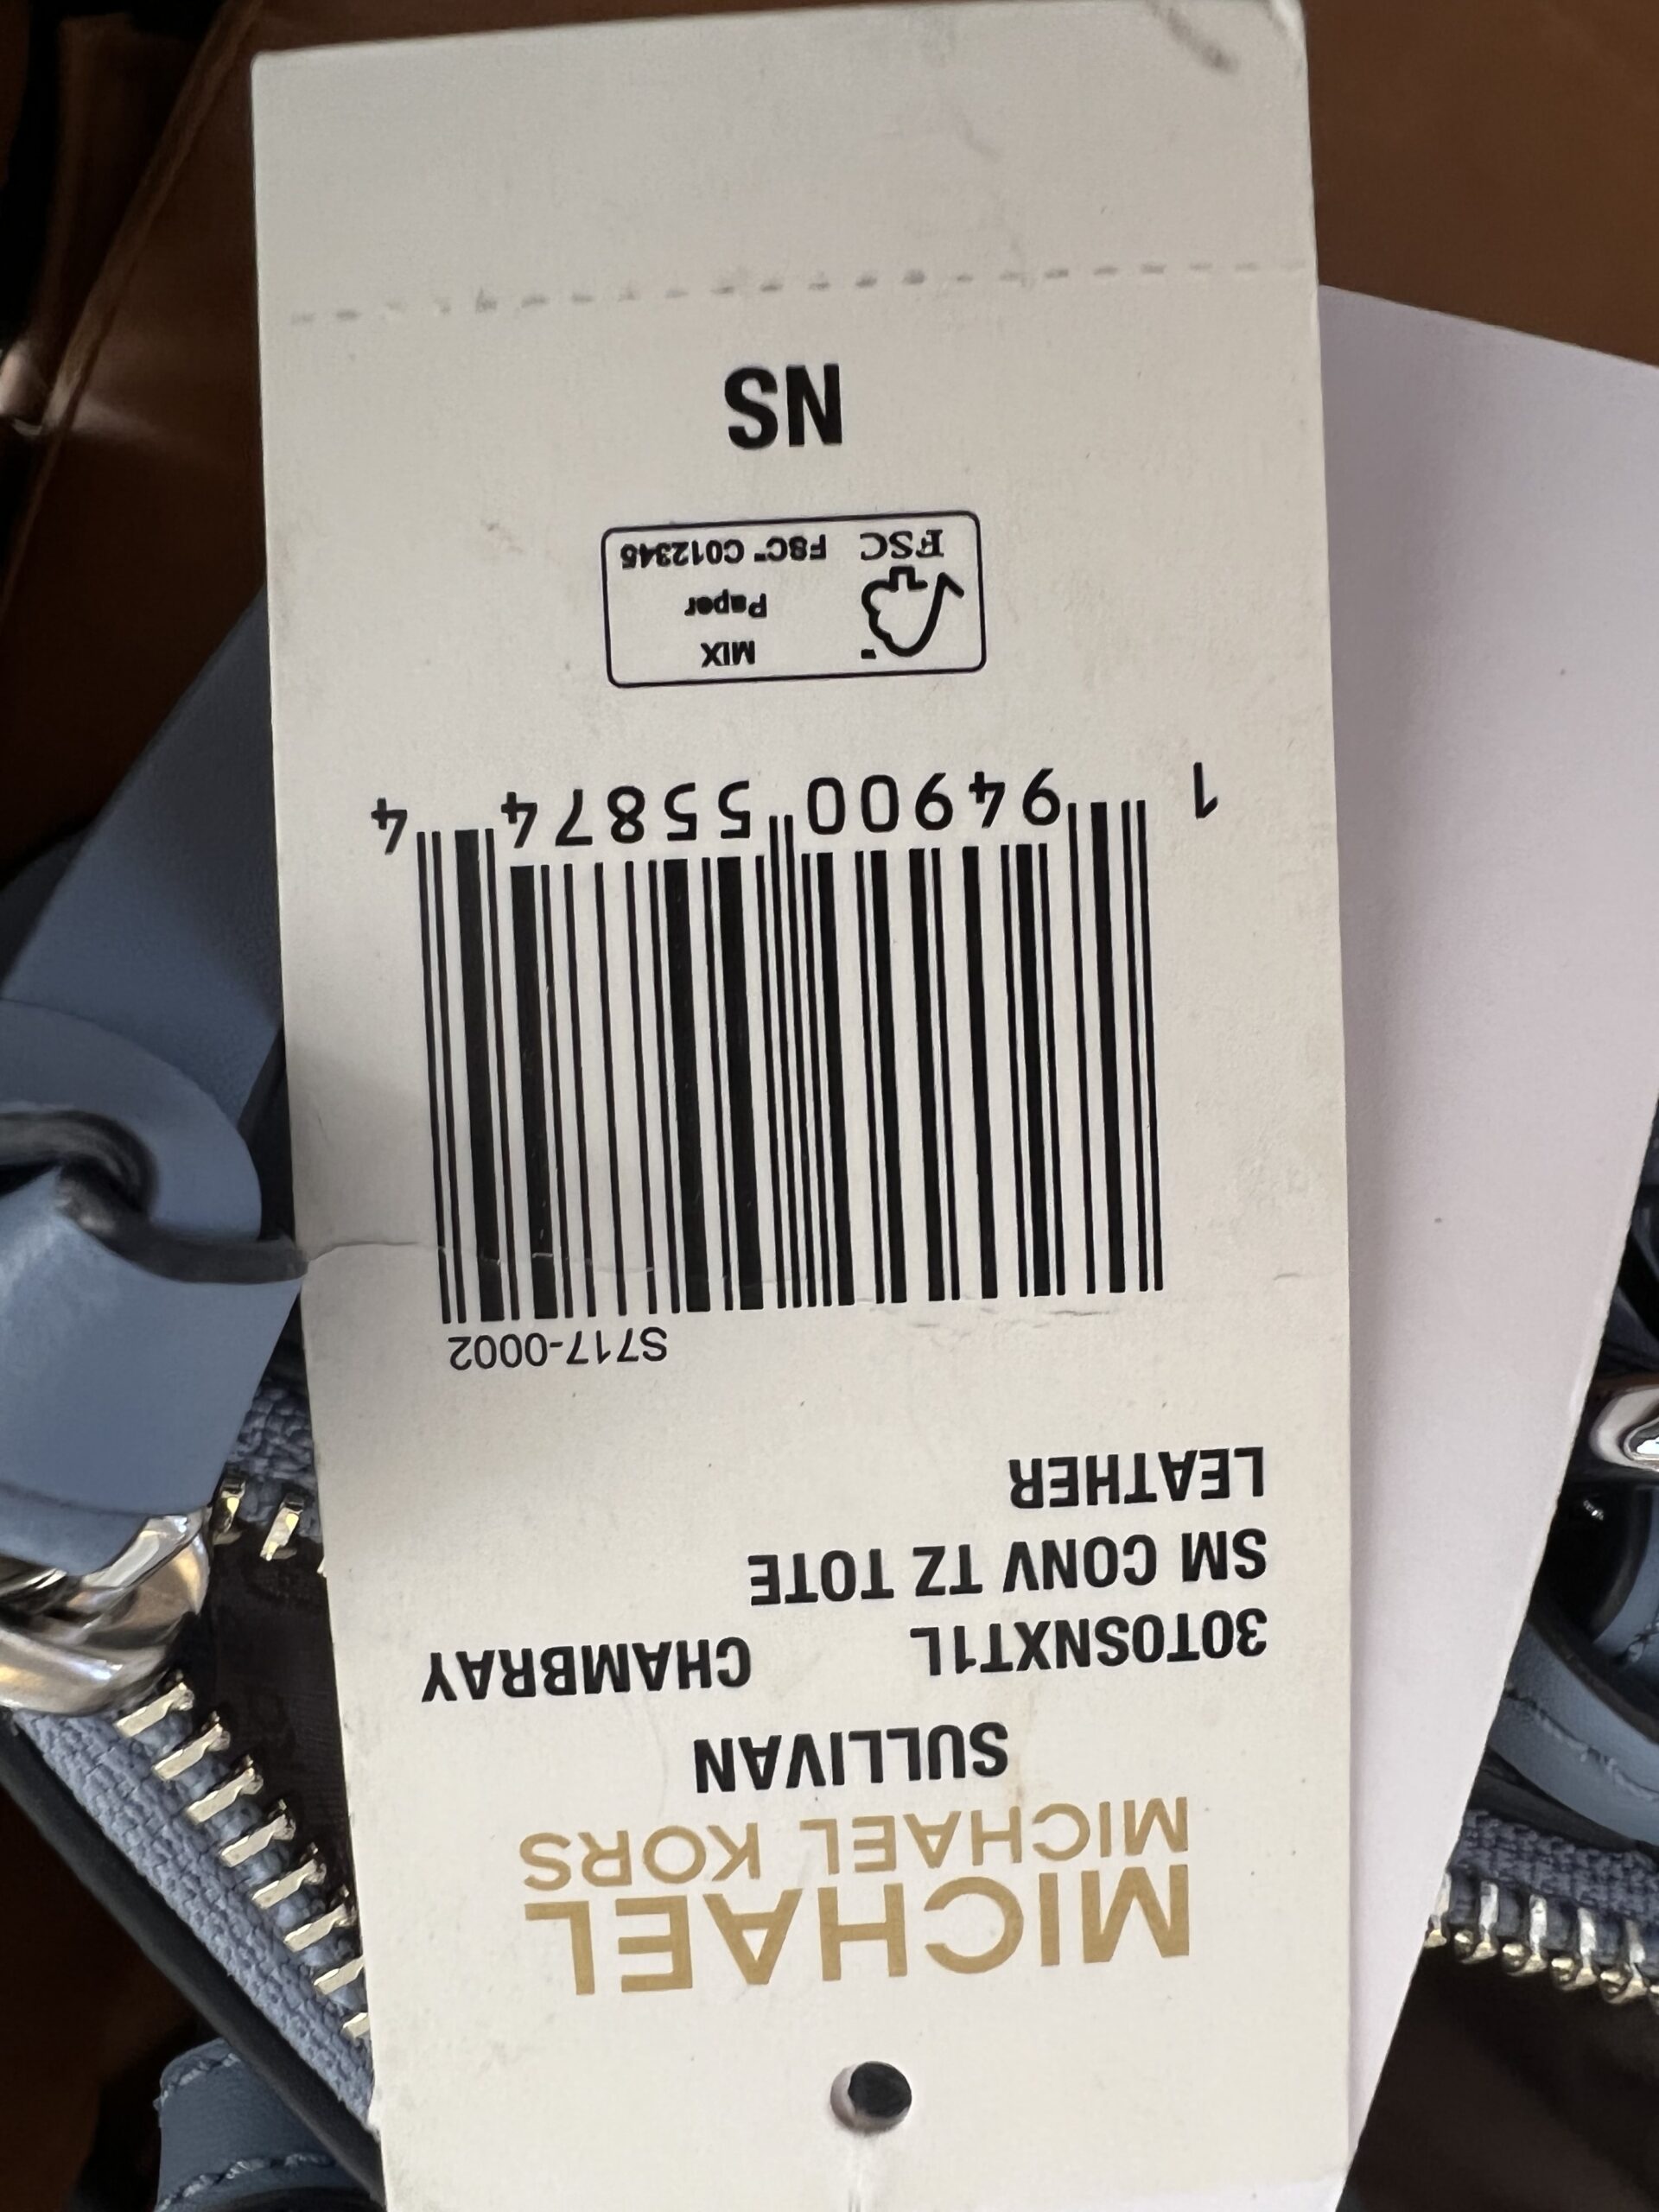 MICHAEL
MICHAEL KORS
SULLIVAN
30T0SNXT1L CHAMBRAY
SM CONV TZ TOTE
LEATHER
S717-0002
1 94900 55874 4
MIX
Paper
FSC FSC™ C012345
NS